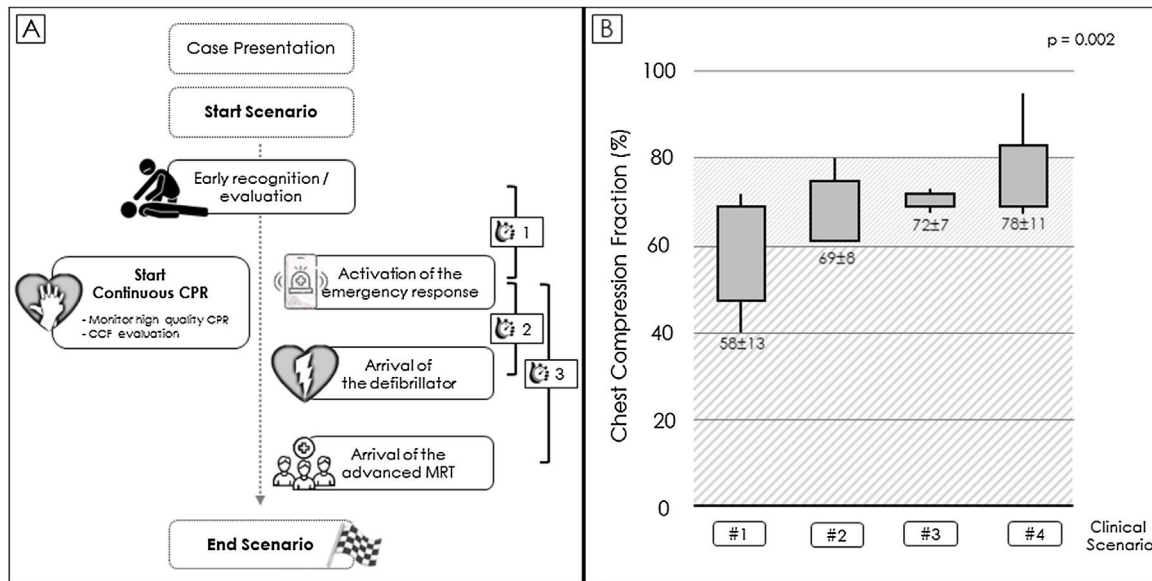 A
Case Presentation
Start Scenario
Early recognition /
evaluation
1
Start
Continuous CPR
- Monitor high quality CPR
- CCF evaluation
Activation of the
emergency response
2
3
Arrival of
the defibrillator
Arrival of the
advanced MRT
End Scenario
B
p = 0.002
Chest Compression Fraction (%)
100
80
60
40
20
0
58±13
69±8
72±7
78±11
#1
#2
#3
#4
Clinical
Scenario